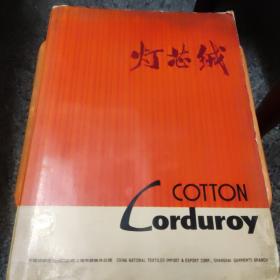 灯芯绒
COTTON
Corduroy
CHINA NATIONAL TEXTILES IMPORT & EXPORT CORP., SHANGHAI GARMENTS BRANCH